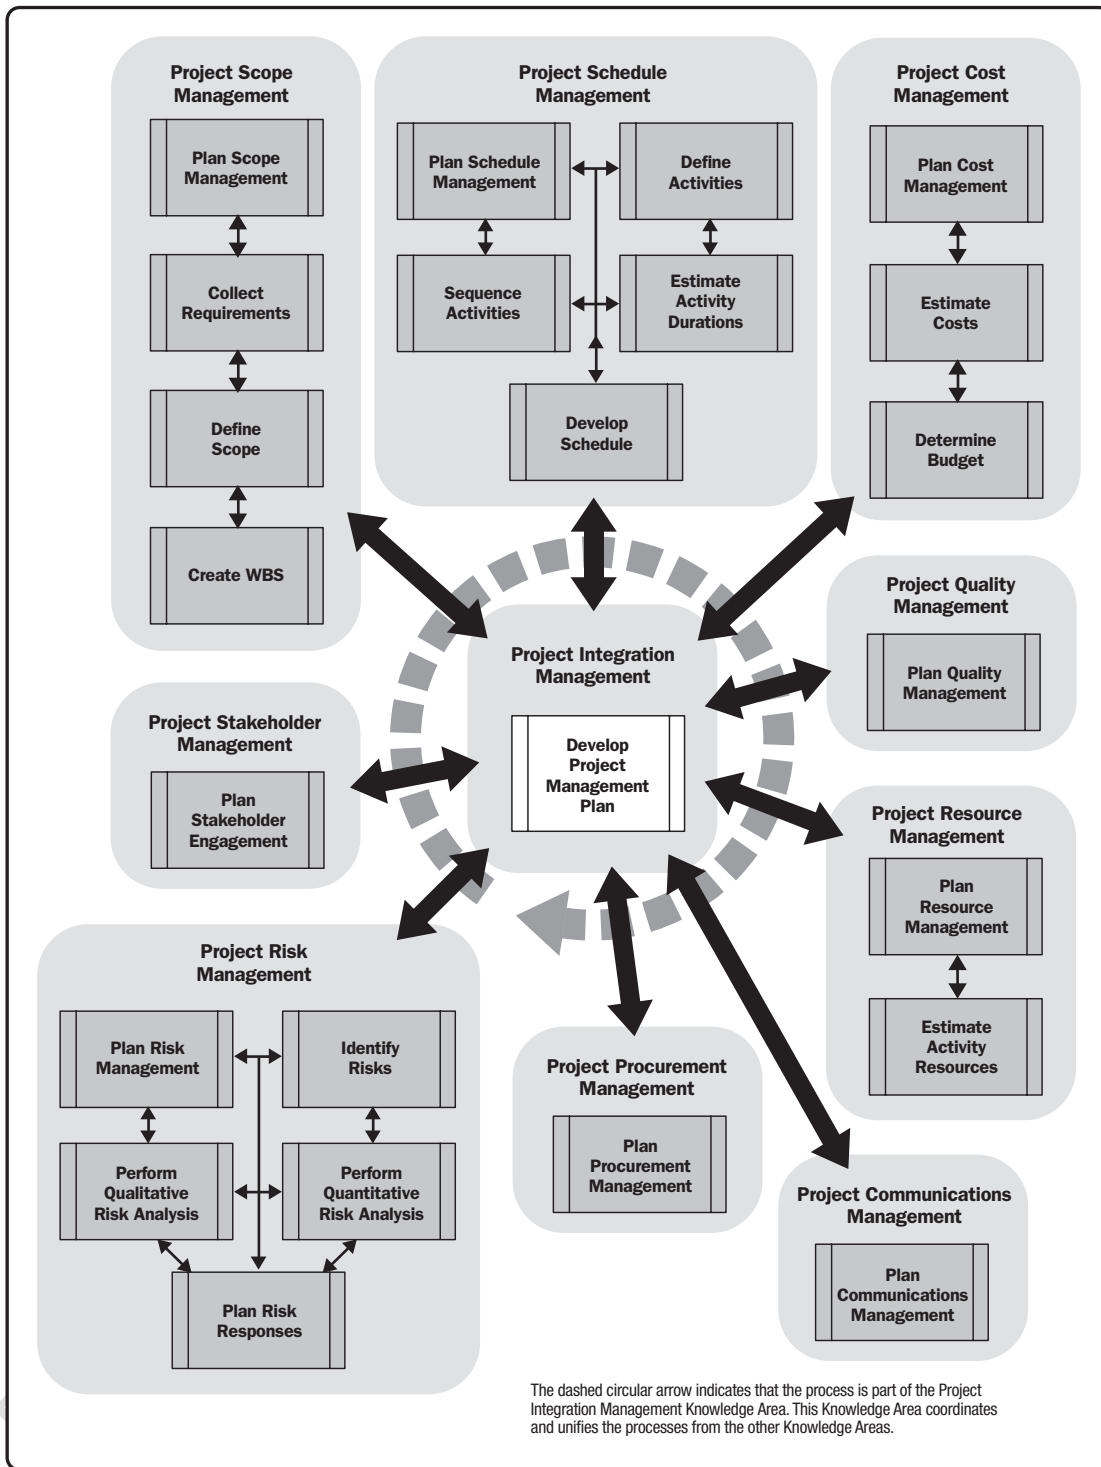 Project Scope
Management
Plan Scope
Management
Collect
Requirements
Define
Scope
Create WBS
Project Schedule
Management
Plan Schedule
Management
Define
Activities
Sequence
Activities
Estimate
Activity
Durations
Develop
Schedule
Project Cost
Management
Plan Cost
Management
Estimate
Costs
Determine
Budget
Project Integration
Management
Develop
Project
Management
Plan
Project Quality
Management
Plan Quality
Management
Project Stakeholder
Management
Plan
Stakeholder
Engagement
Project Resource
Management
Plan
Resource
Management
Estimate
Activity
Resources
Project Risk
Management
Plan Risk
Management
Identify
Risks
Perform
Qualitative
Risk Analysis
Perform
Quantitative
Risk Analysis
Plan Risk
Responses
Project Procurement
Management
Plan
Procurement
Management
Project Communications
Management
Plan
Communications
Management
The dashed circular arrow indicates that the process is part of the Project
Integration Management Knowledge Area. This Knowledge Area coordinates
and unifies the processes from the other Knowledge Areas.